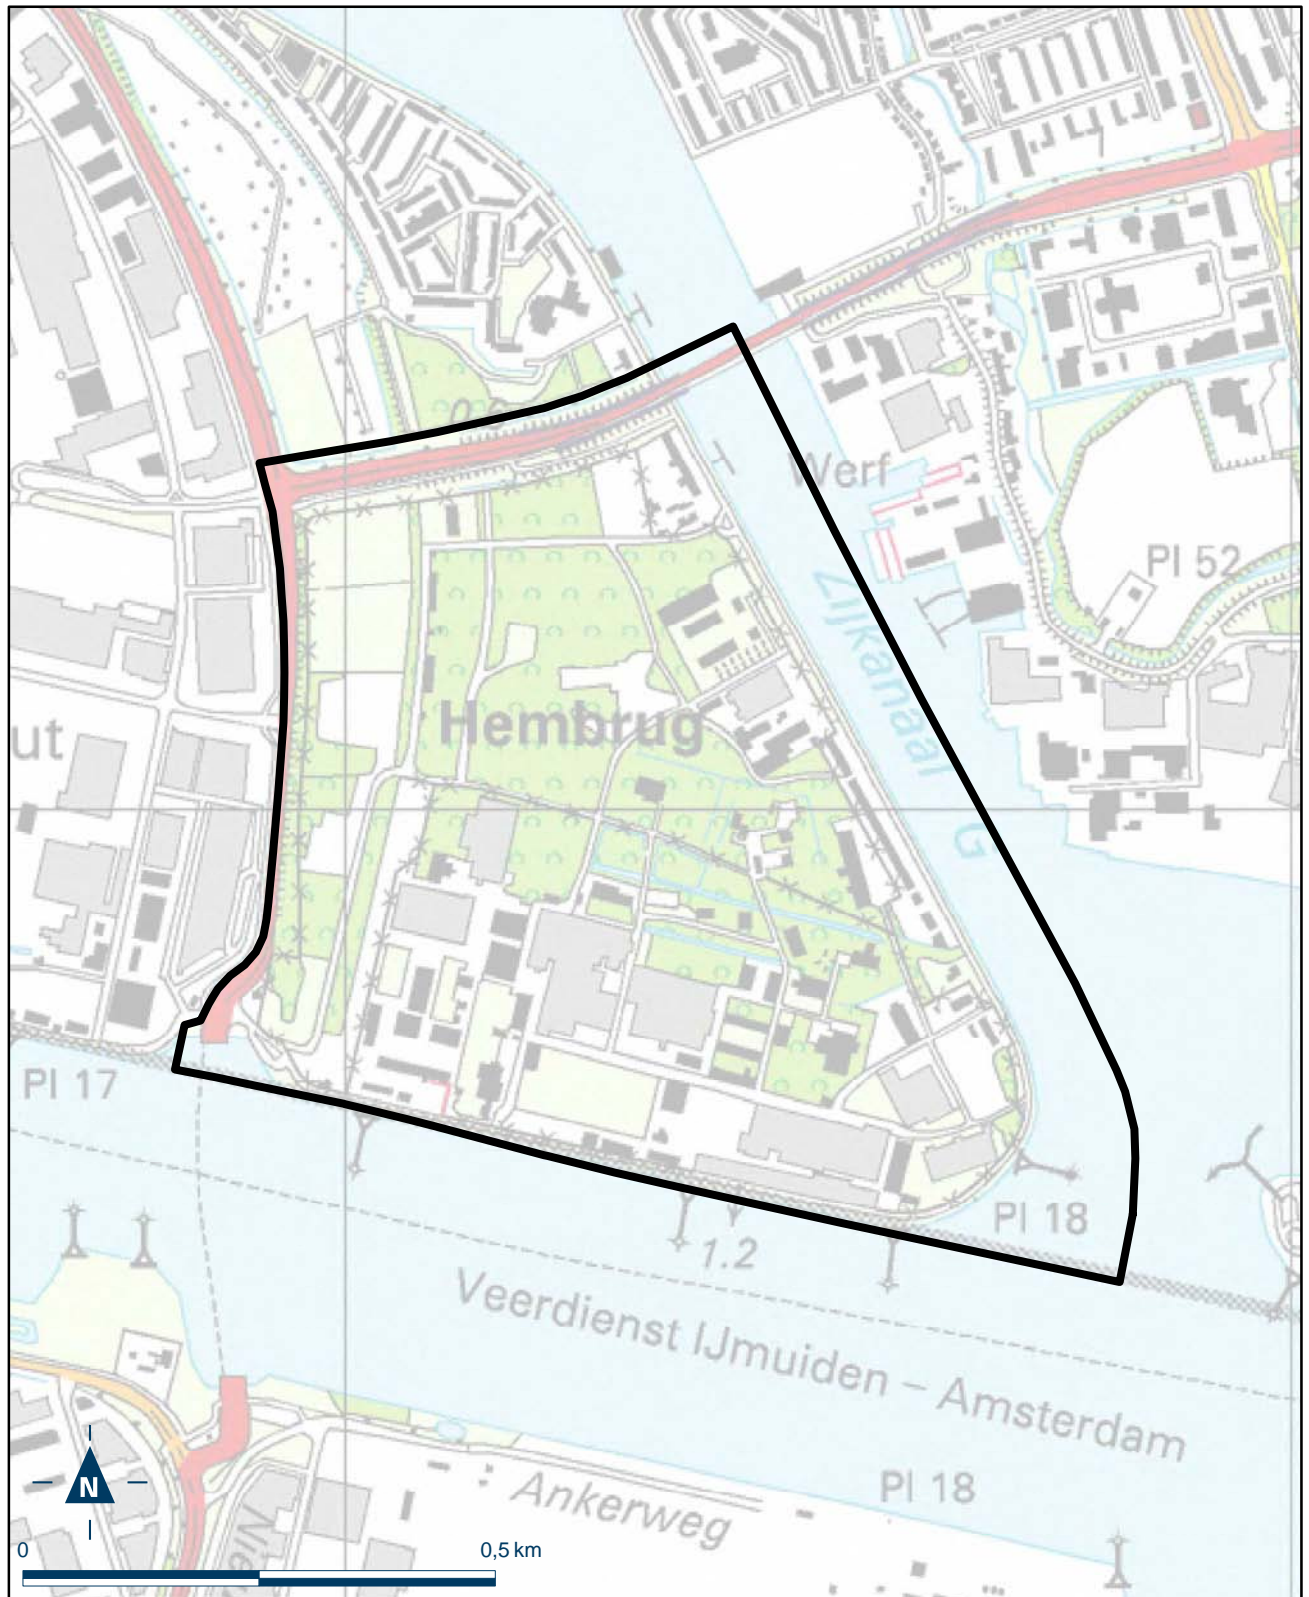 Werf
Pl 52
Zijkanaal G
Hembrug
ut
Pl 17
Pl 18
1.2
Veerdienst IJmuiden – Amsterdam
Pl 18
Ankerweg
N
0
0,5 km